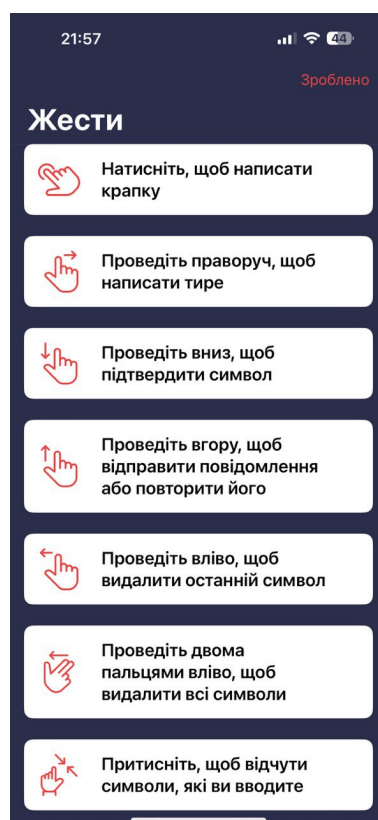 21:57
44
Зроблено
Жести
Натисніть, щоб написати
крапку
Проведіть праворуч, щоб
написати тире
Проведіть вниз, щоб
підтвердити символ
Проведіть вгору, щоб
відправити повідомлення
або повторити його
Проведіть вліво, щоб
видалити останній символ
Проведіть двома
пальцями вліво, щоб
видалити всі символи
Притисніть, щоб відчути
символи, які ви вводите